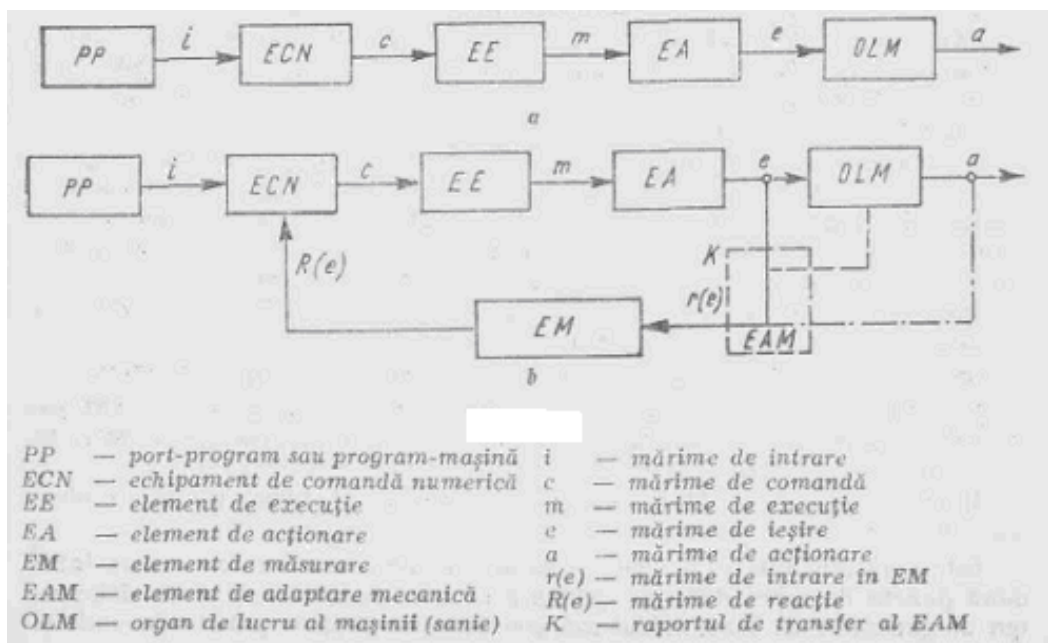 PP i ECN c EE m EA e OLM a
a
PP i ECN c EE m EA e OLM a
R(e) K
r(e)
EM EAM
b
PP — port-program sau program-mașină i — mărime de intrare
ECN — echipament de comandă numerică c — mărime de comandă
EE — element de execuție m — mărime de execuție
EA — element de acționare e — mărime de ieșire
a — mărime de acționare
EM — element de măsurare r(e) — mărime de intrare în EM
EAM — element de adaptare mecanică R(e) — mărime de reacție
OLM — organ de lucru al mașinii (sanie) K — raportul de transfer al EAM